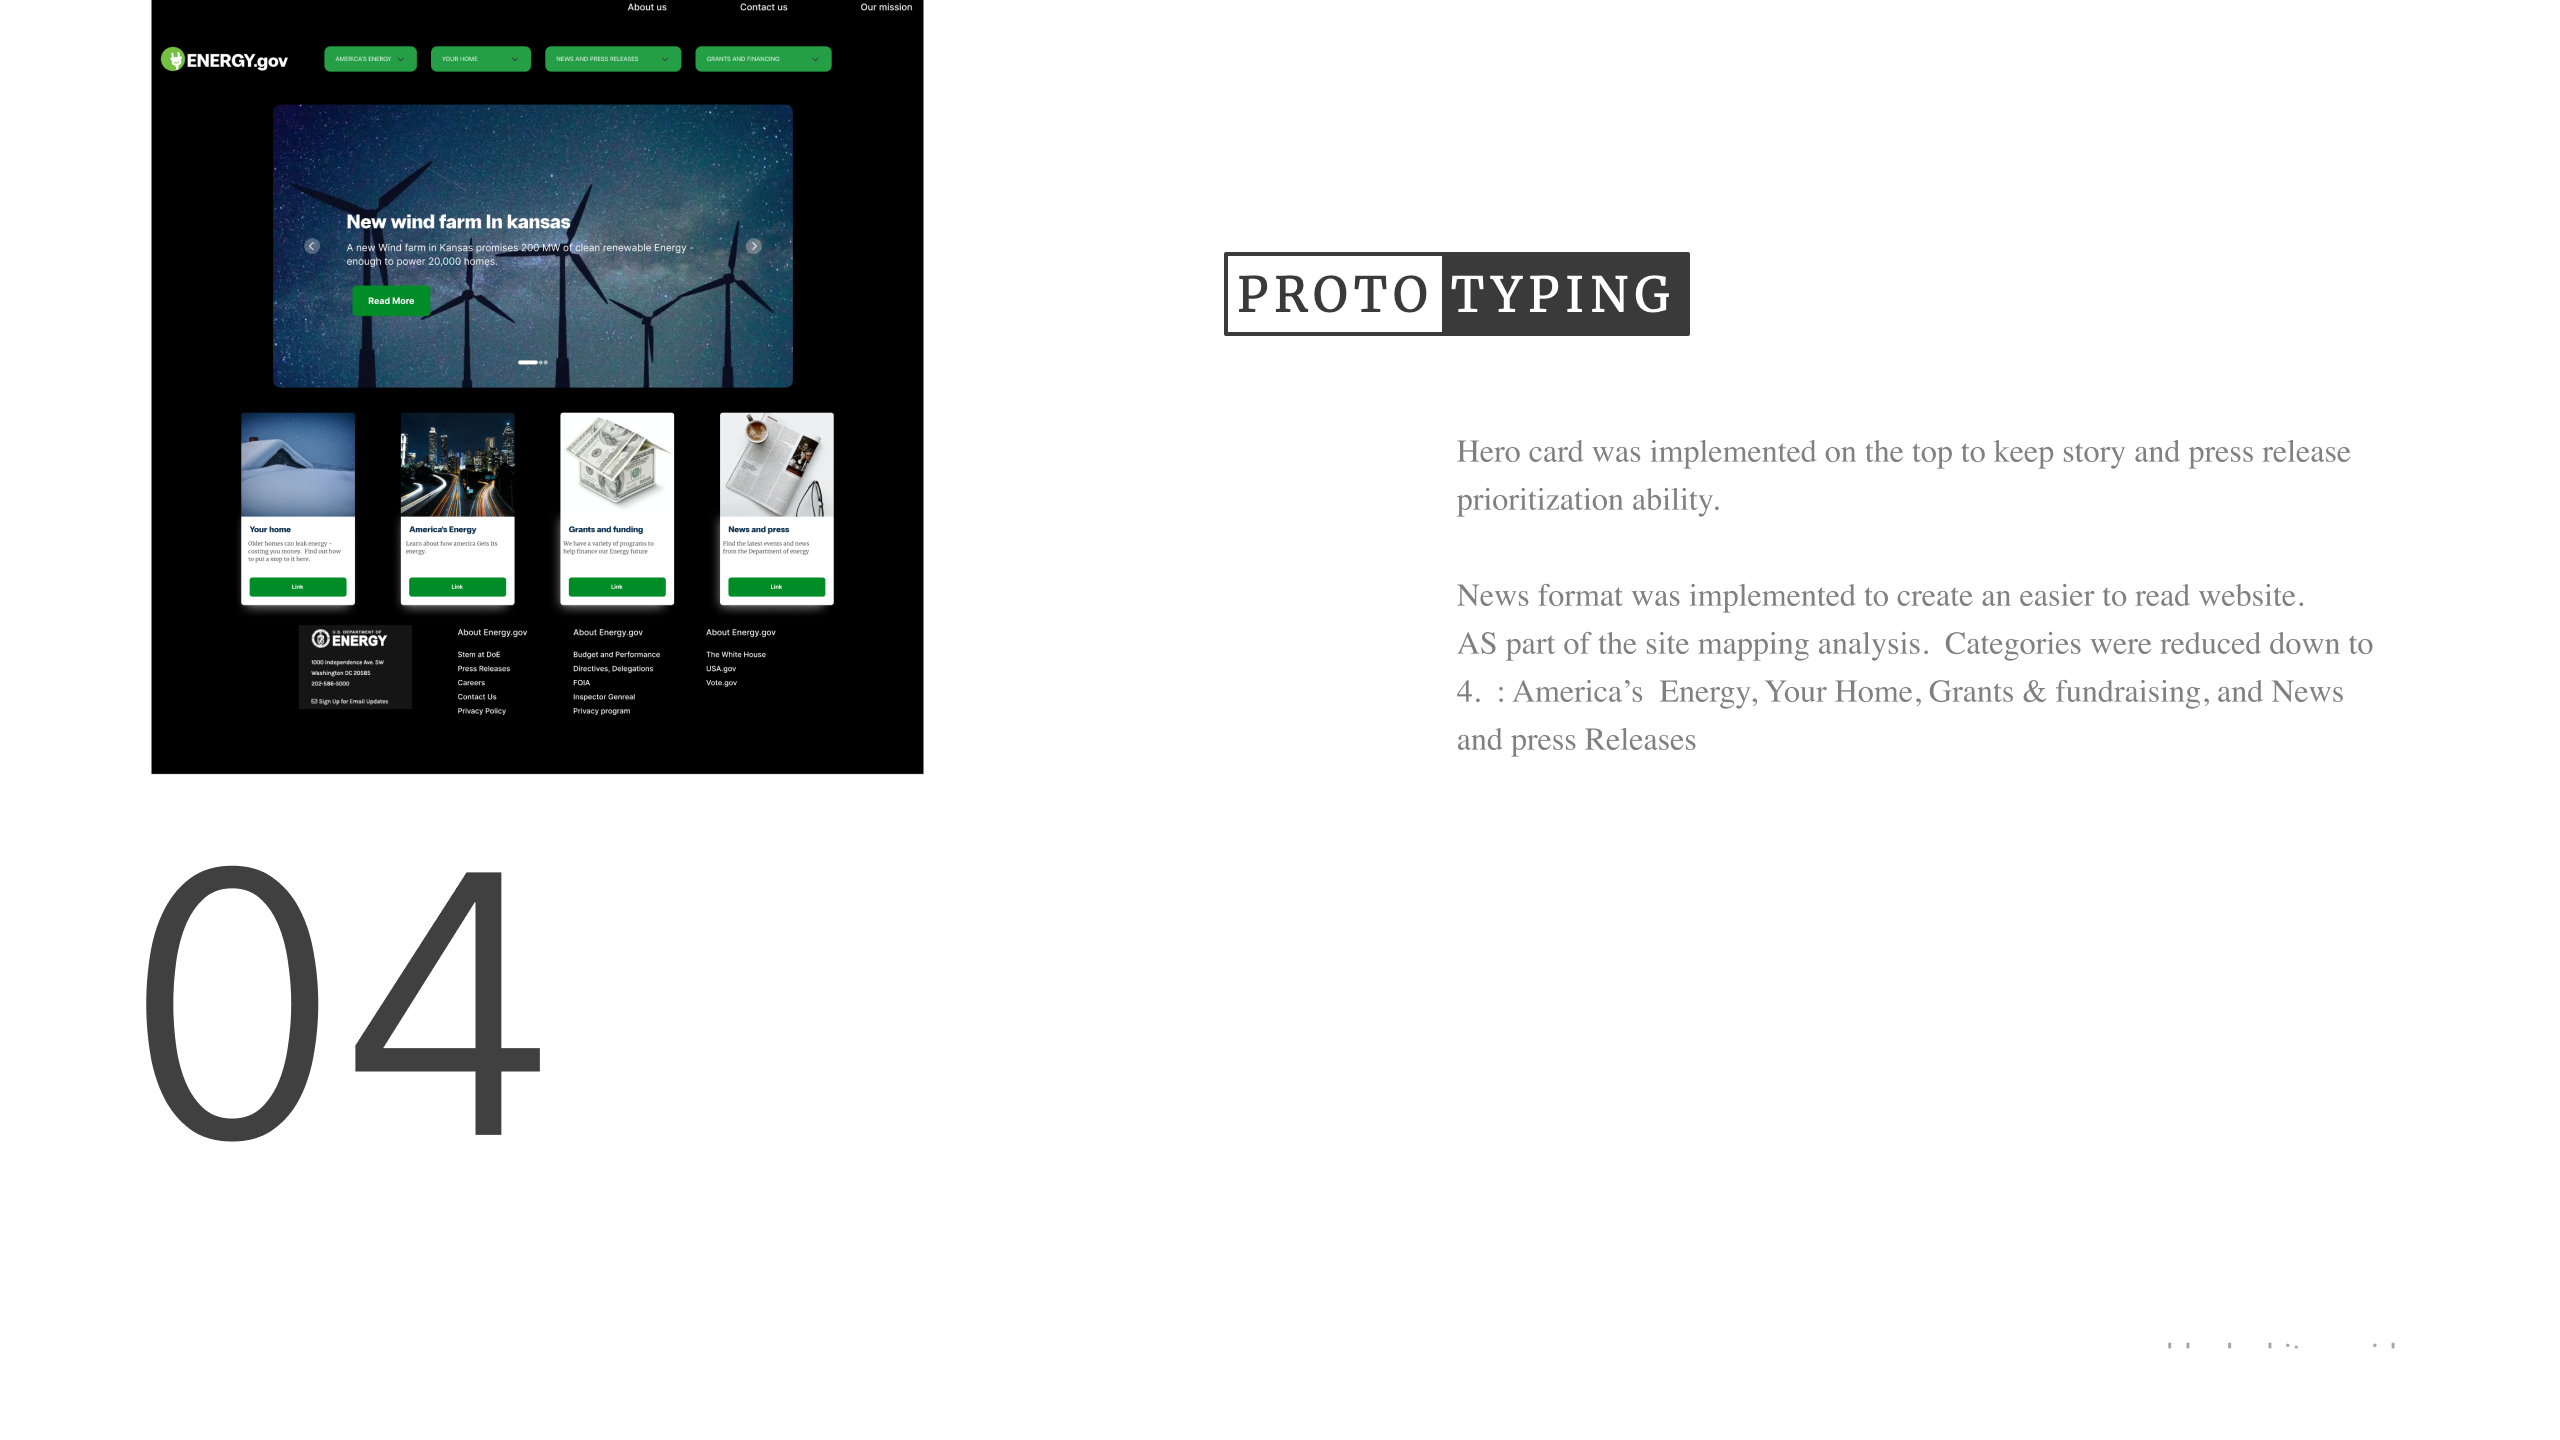 About us Contact us Our mission
ENERGY.gov AMERICA'S ENERGY YOUR HOME NEWS AND PRESS RELEASES GRANTS AND FINANCING
New wind farm In kansas
A new Wind farm in Kansas promises 200 MW of clean renewable Energy -
enough to power 20,000 homes.
Read More
Your home
Older homes can leak energy -
costing you money. Find out how
to put a stop to it here.
Link
America's Energy
Learn about how america Gets its
energy.
Link
Grants and funding
We have a variety of programs to
help finance our Energy future
Link
News and press
Find the latest events and news
from the Department of energy
Link
U.S. DEPARTMENT OF
ENERGY
1000 Independence Ave. SW
Washington DC 20585
202-586-5000
Sign Up for Email Updates
About Energy.gov
Stem at DoE
Press Releases
Careers
Contact Us
Privacy Policy
About Energy.gov
Budget and Performance
Directives, Delegations
FOIA
Inspector Genreal
Privacy program
About Energy.gov
The White House
USA.gov
Vote.gov
04
PROTOTYPING
Hero card was implemented on the top to keep story and press release
prioritization ability.
News format was implemented to create an easier to read website.
AS part of the site mapping analysis.  Categories were reduced down to
4.  : America’s  Energy, Your Home, Grants & fundraising, and News
and press Releases